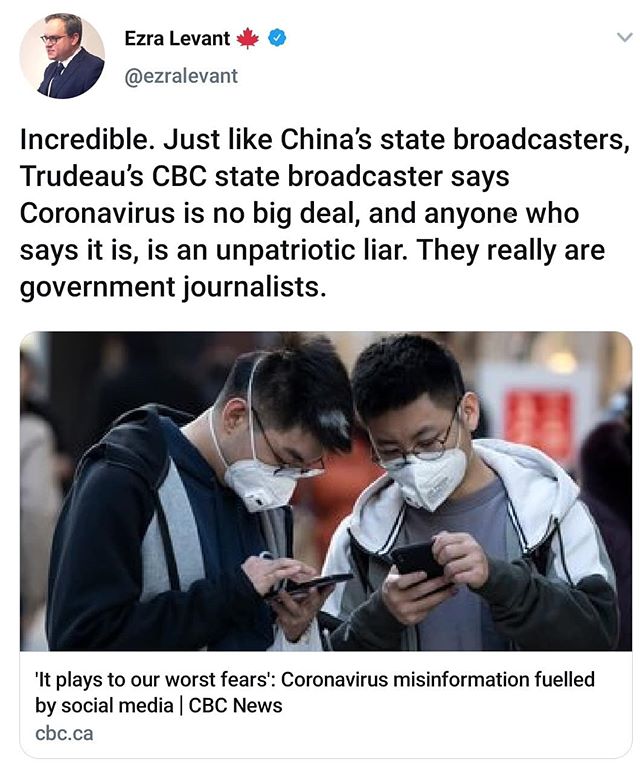 Ezra Levant 🍁
@ezralevant
Incredible. Just like China's state broadcasters,
Trudeau's CBC state broadcaster says
Coronavirus is no big deal, and anyone who
says it is, is an unpatriotic liar. They really are
government journalists.
'It plays to our worst fears': Coronavirus misinformation fuelled
by social media | CBC News
cbc.ca